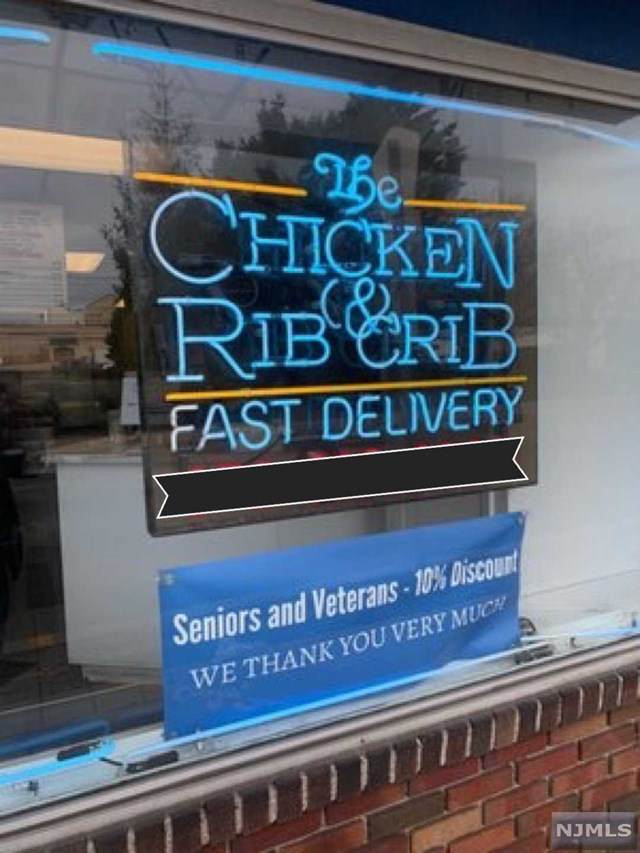 The
CHICKEN
&
RIB CRIB
FAST DELIVERY
Seniors and Veterans - 10% Discount
WE THANK YOU VERY MUCH
NJMLS